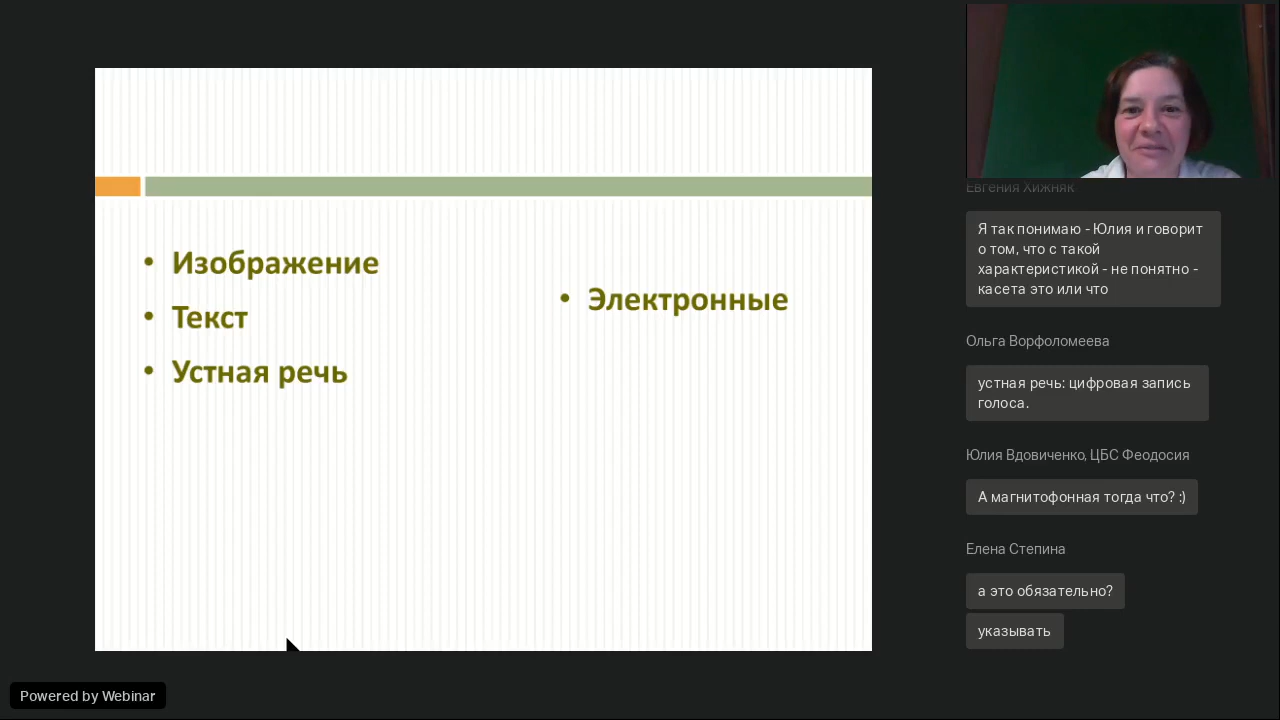 Изображение
Текст
Устная речь
Электронные
Евгения Хижняк
Я так понимаю - Юлия и говорит
о том, что с такой
характеристикой - не понятно -
касета это или что
Ольга Ворфоломеева
устная речь: цифровая запись
голоса.
Юлия Вдовиченко, ЦБС Феодосия
А магнитофонная тогда что? :)
Елена Степина
а это обязательно?
указывать
Powered by Webinar